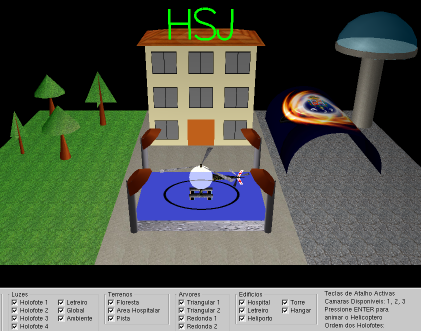 HSJ
Luzes
Holofote 1
Holofote 2
Holofote 3
Holofote 4
Letreiro
Global
Ambiente
Terrenos
Floresta
Area Hospitalar
Pista
Arvores
Triangular 1
Triangular 2
Redonda 1
Redonda 2
Edificios
Hospital
Letreiro
Heliporto
Torre
Hangar
Teclas de Atalho Activas
Camaras Disponiveis: 1, 2, 3
Pressione ENTER para
animar o Helicoptero
Ordem dos Holofotes: